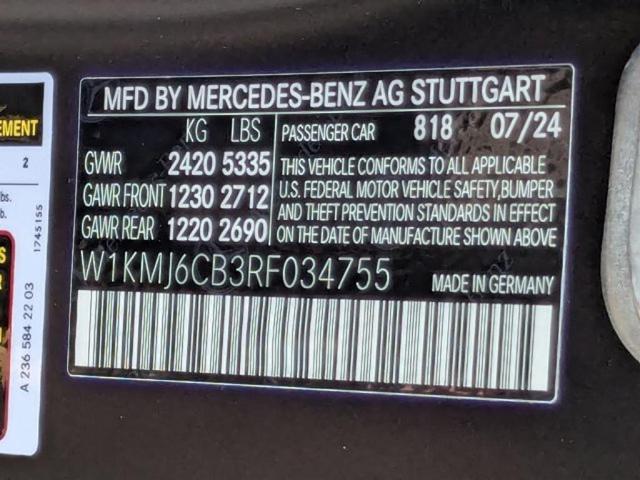 MFD BY MERCEDES-BENZ AG STUTTGART
KG LBS
PASSENGER CAR 818 07/24
GVWR 2420 5335
GAWR FRONT 1230 2712
GAWR REAR 1220 2690
THIS VEHICLE CONFORMS TO ALL APPLICABLE
U.S. FEDERAL MOTOR VEHICLE SAFETY, BUMPER
AND THEFT PREVENTION STANDARDS IN EFFECT
ON DATE OF MANUFACTURE SHOWN ABOVE
W1KMJ6CB3RF034755
MADE IN GERMANY
EMENT
2
lbs.
b.
1745155
S
R
A 236 584 22 03